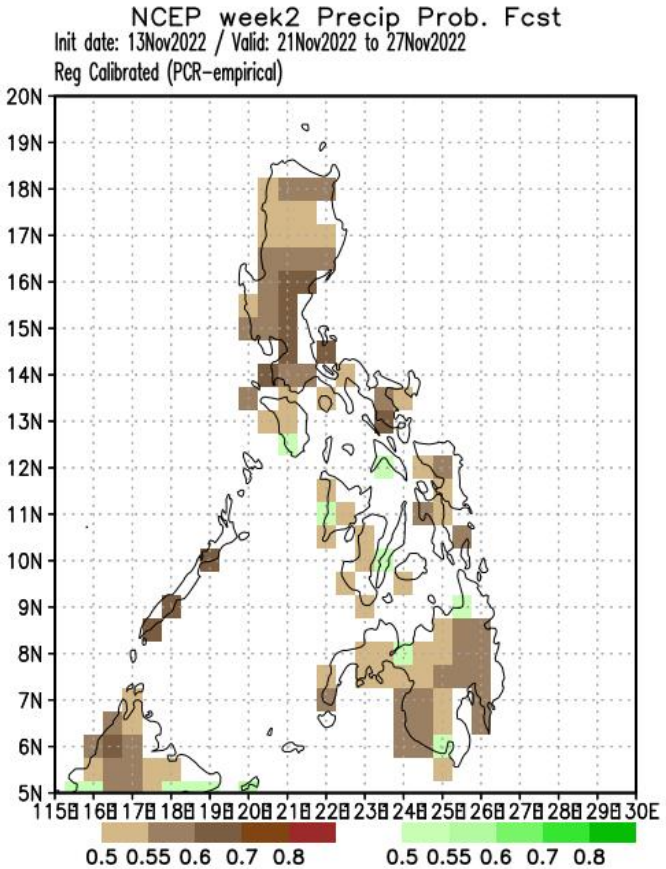 NCEP week2 Precip Prob. Fcst
Init date: 13Nov2022 / Valid: 21Nov2022 to 27Nov2022
Reg Calibrated (PCR-empirical)
20N
19N
18N
17N
16N
15N
14N
13N
12N
11N
10N
9N
8N
7N
6N
5N
115E 116E 117E 118E 119E 120E 121E 122E 123E 124E 125E 126E 127E 128E 129E 130E
0.5 0.55 0.6 0.7 0.8 0.5 0.55 0.6 0.7 0.8